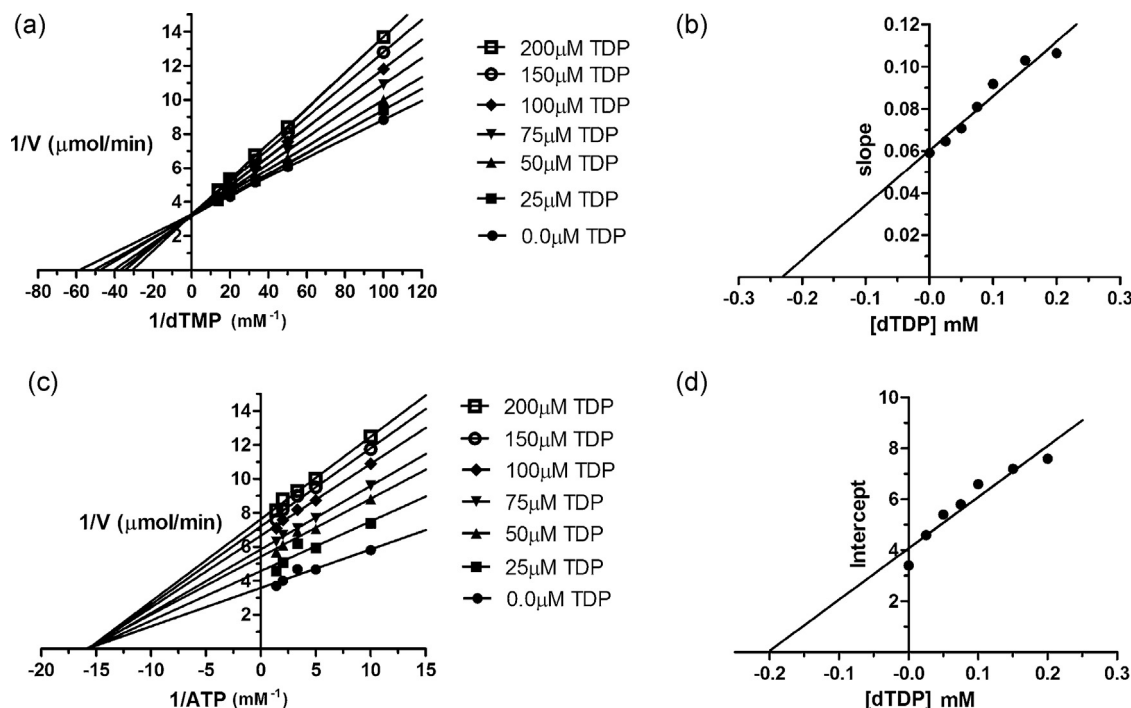 (a)
14
12
10
8
6
4
2
1/V (μmol/min)
-80 -60 -40 -20 0 20 40 60 80 100 120
1/dTMP (mM⁻¹)
200μM TDP
150μM TDP
100μM TDP
75μM TDP
50μM TDP
25μM TDP
0.0μM TDP
(b)
0.12
0.10
0.08
0.06
0.04
0.02
0.00
slope
-0.3 -0.2 -0.1 -0.0 0.1 0.2 0.3
[dTDP] mM
(c)
14
12
10
8
6
4
2
1/V (μmol/min)
-20 -15 -10 -5 0 5 10 15
1/ATP (mM⁻¹)
200μM TDP
150μM TDP
100μM TDP
75μM TDP
50μM TDP
25μM TDP
0.0μM TDP
(d)
10
8
6
4
2
Intercept
-0.2 -0.1 -0.0 0.1 0.2 0.3
[dTDP] mM